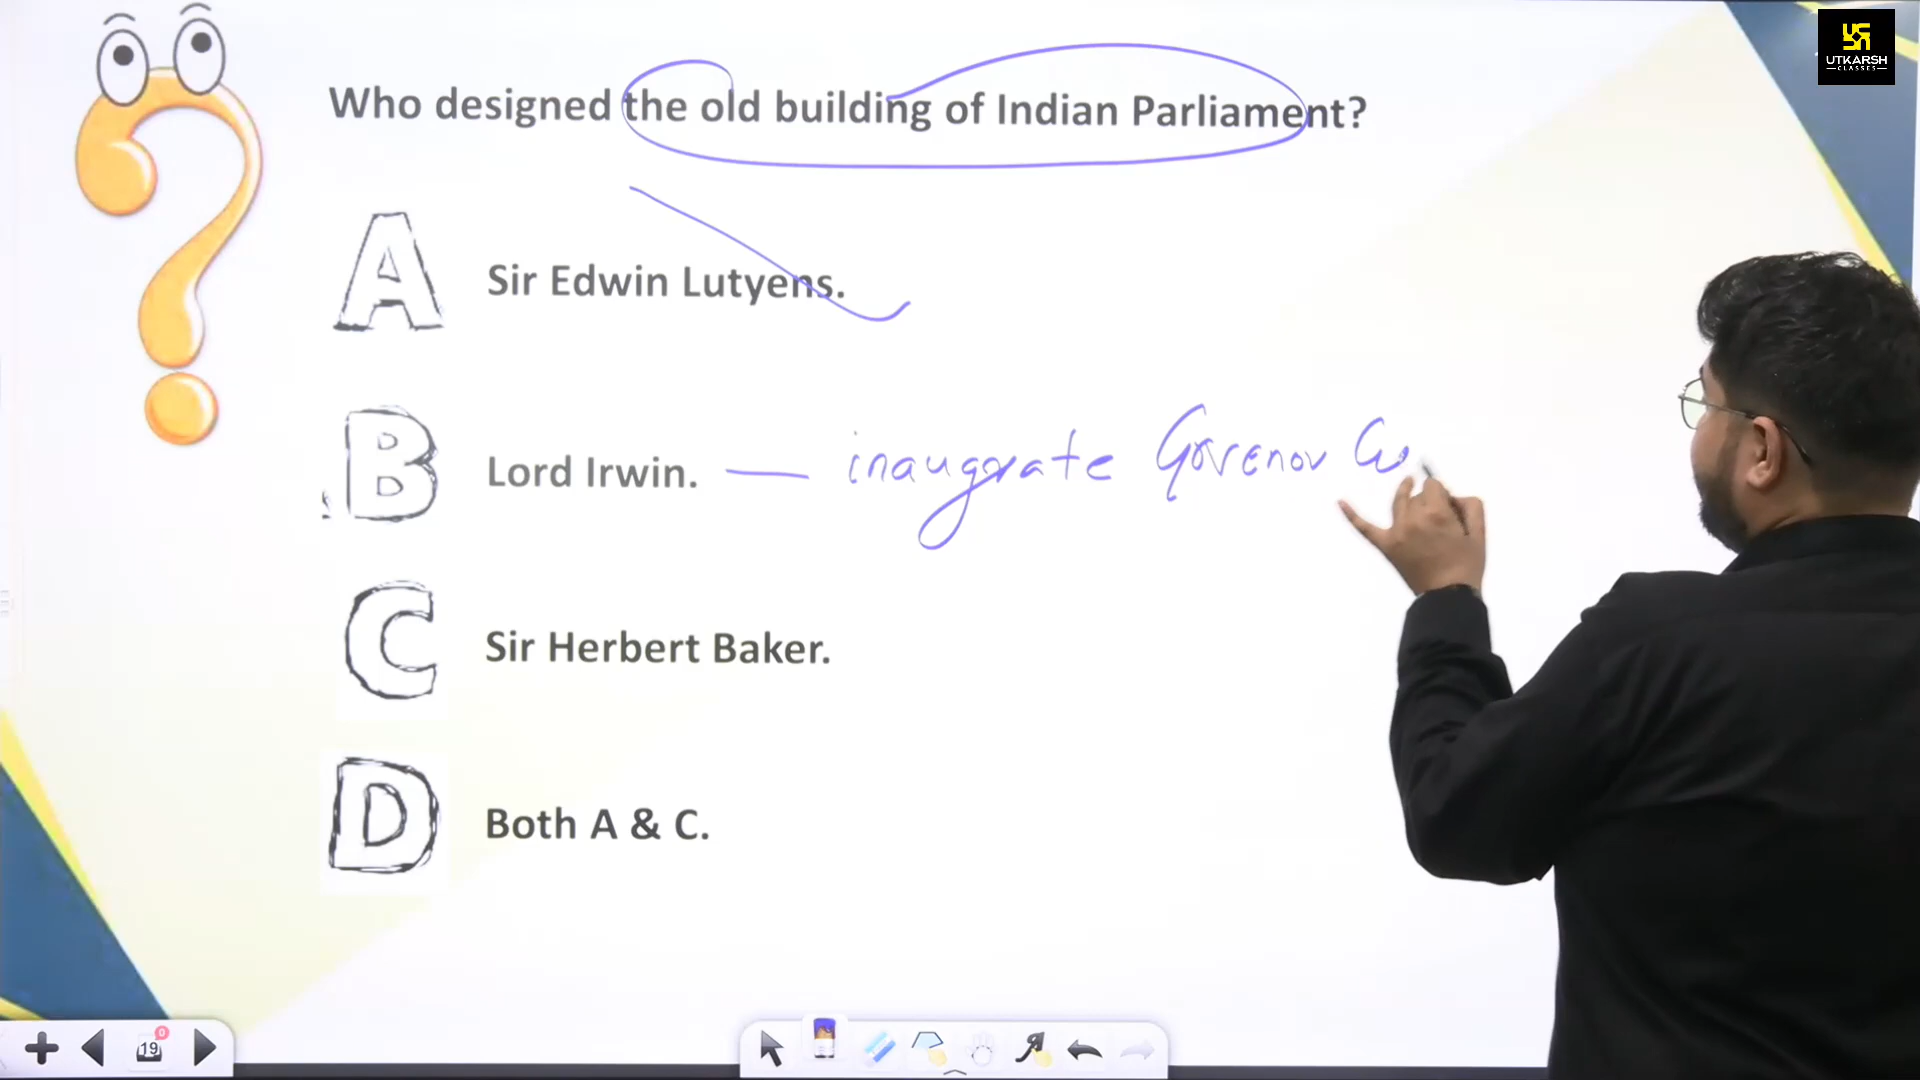 UTKARSH
CLASSES
Who designed the old building of Indian Parliament?
A Sir Edwin Lutyens.
B Lord Irwin. — inaugrate Govenor G
C Sir Herbert Baker.
D Both A & C.
19
0